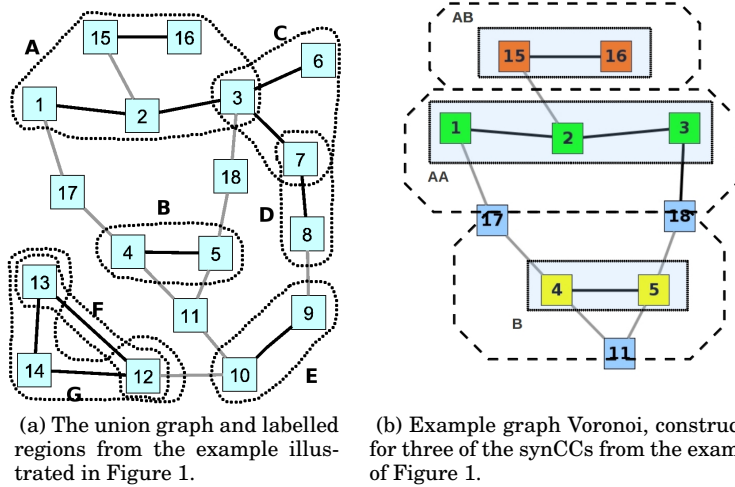 A
15
16
C
6
1
2
3
7
17
18
B
D
4
5
8
13
F
11
9
14
12
10
E
G
AB
15
16
1
2
3
AA
17
18
4
5
B
11
(a) The union graph and labelled
regions from the example illus-
trated in Figure 1.
(b) Example graph Voronoi, construc
for three of the synCCs from the exam
of Figure 1.